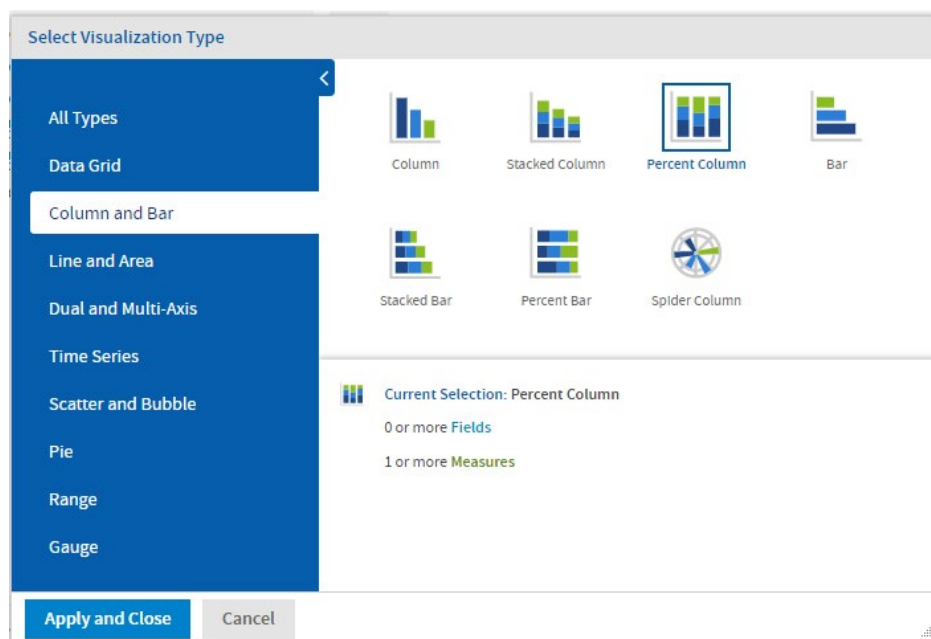 Select Visualization Type
All Types
Data Grid
Column and Bar
Line and Area
Dual and Multi-Axis
Time Series
Scatter and Bubble
Pie
Range
Gauge
Column
Stacked Column
Percent Column
Bar
Stacked Bar
Percent Bar
Spider Column
Current Selection: Percent Column
0 or more Fields
1 or more Measures
Apply and Close
Cancel